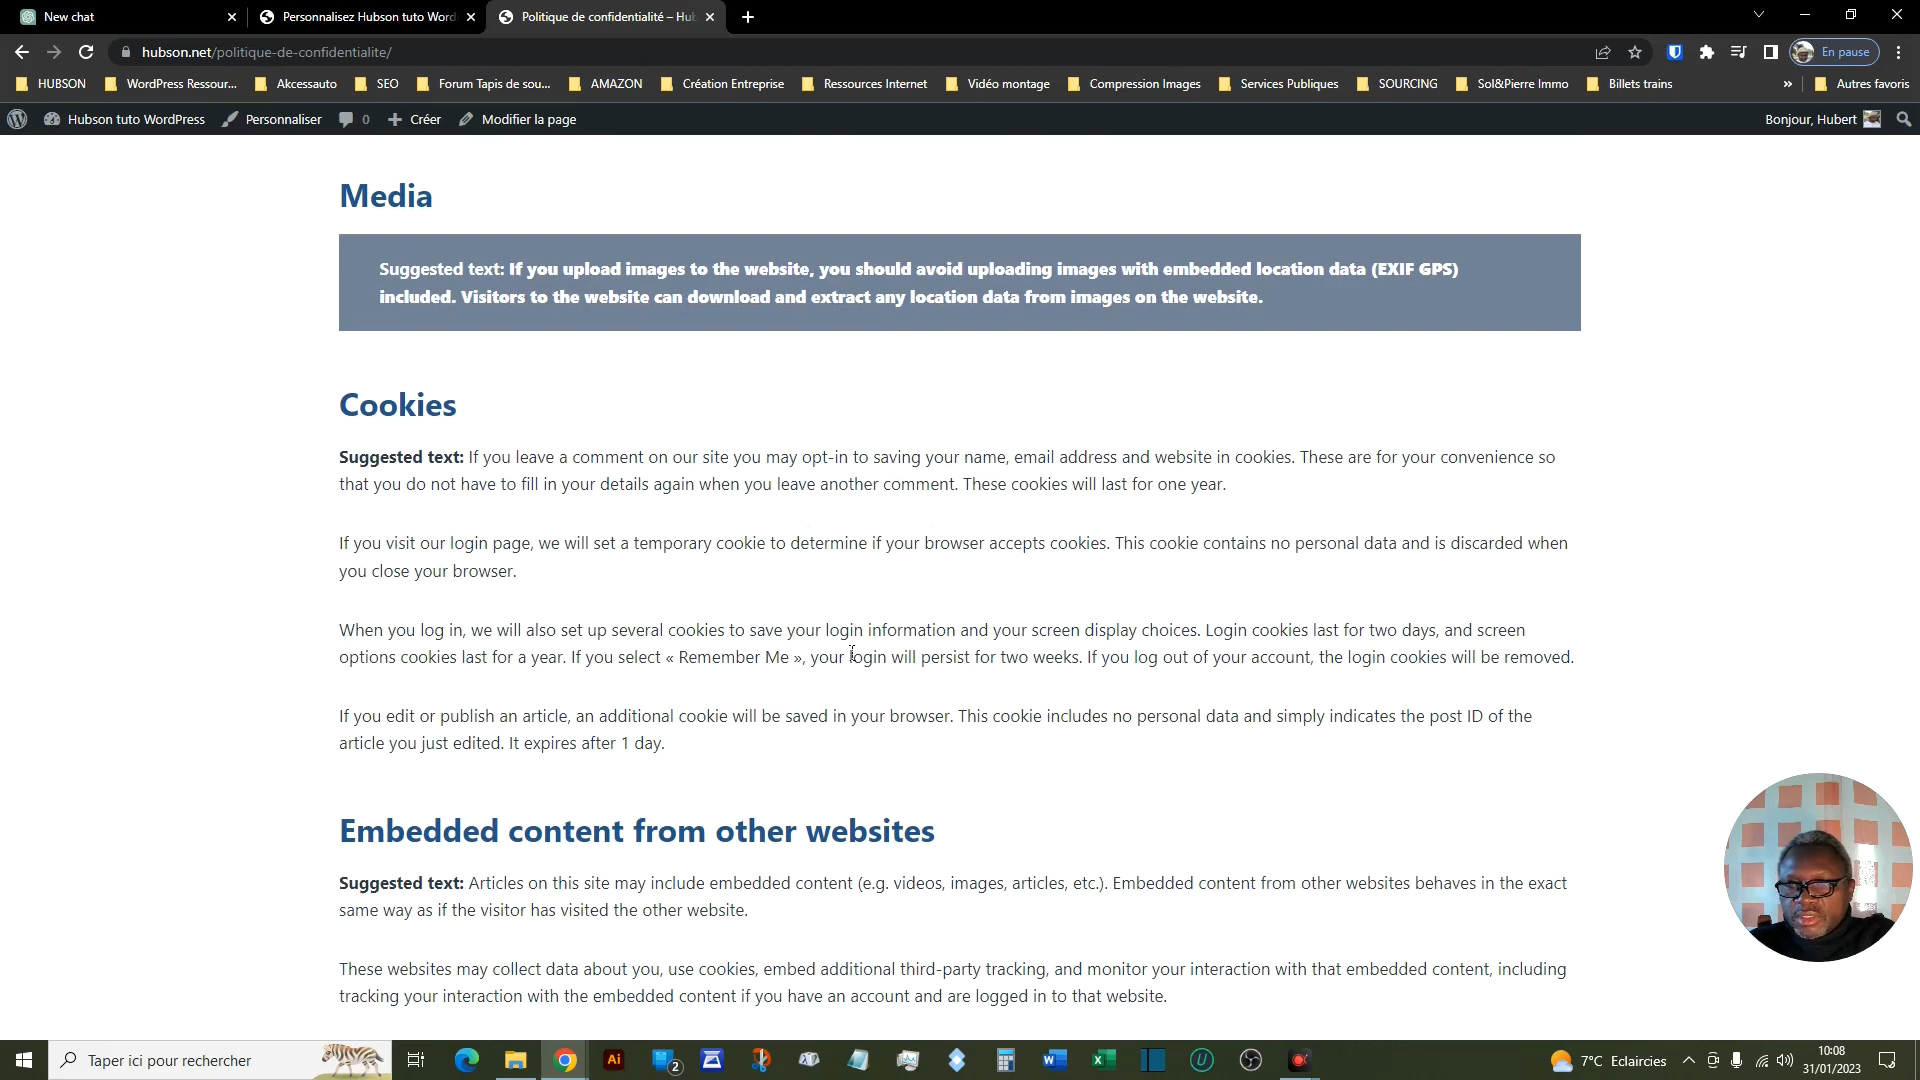 New chat
Personnalisez Hubson tuto Word
Politique de confidentialité – Hub
hubson.net/politique-de-confidentialite/
En pause
HUBSON
WordPress Ressour...
Akcessauto
SEO
Forum Tapis de sou...
AMAZON
Création Entreprise
Ressources Internet
Vidéo montage
Compression Images
Services Publiques
SOURCING
Sol&Pierre Immo
Billets trains
»
Autres favoris
Hubson tuto WordPress
Personnaliser
0
Créer
Modifier la page
Bonjour, Hubert
Media
Suggested text: If you upload images to the website, you should avoid uploading images with embedded location data (EXIF GPS)
included. Visitors to the website can download and extract any location data from images on the website.
Cookies
Suggested text: If you leave a comment on our site you may opt-in to saving your name, email address and website in cookies. These are for your convenience so
that you do not have to fill in your details again when you leave another comment. These cookies will last for one year.
If you visit our login page, we will set a temporary cookie to determine if your browser accepts cookies. This cookie contains no personal data and is discarded when
you close your browser.
When you log in, we will also set up several cookies to save your login information and your screen display choices. Login cookies last for two days, and screen
options cookies last for a year. If you select « Remember Me », your login will persist for two weeks. If you log out of your account, the login cookies will be removed.
If you edit or publish an article, an additional cookie will be saved in your browser. This cookie includes no personal data and simply indicates the post ID of the
article you just edited. It expires after 1 day.
Embedded content from other websites
Suggested text: Articles on this site may include embedded content (e.g. videos, images, articles, etc.). Embedded content from other websites behaves in the exact
same way as if the visitor has visited the other website.
These websites may collect data about you, use cookies, embed additional third-party tracking, and monitor your interaction with that embedded content, including
tracking your interaction with the embedded content if you have an account and are logged in to that website.
Taper ici pour rechercher
Ai
2
7°C Eclaircies
10:08
31/01/2023